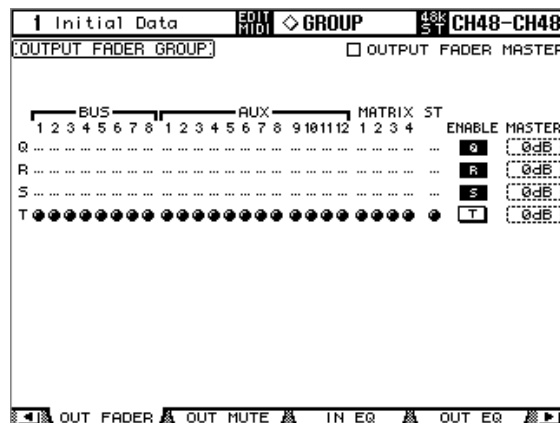 1 Initial Data EDIT MIDI GROUP 48K ST CH48-CH48
OUTPUT FADER GROUP OUTPUT FADER MASTER
BUS AUX MATRIX ST
1 2 3 4 5 6 7 8 1 2 3 4 5 6 7 8 9 10 11 12 1 2 3 4 ENABLE MASTER
Q Q 0dB
R R 0dB
S S 0dB
T T 0dB
OUT FADER OUT MUTE IN EQ OUT EQ